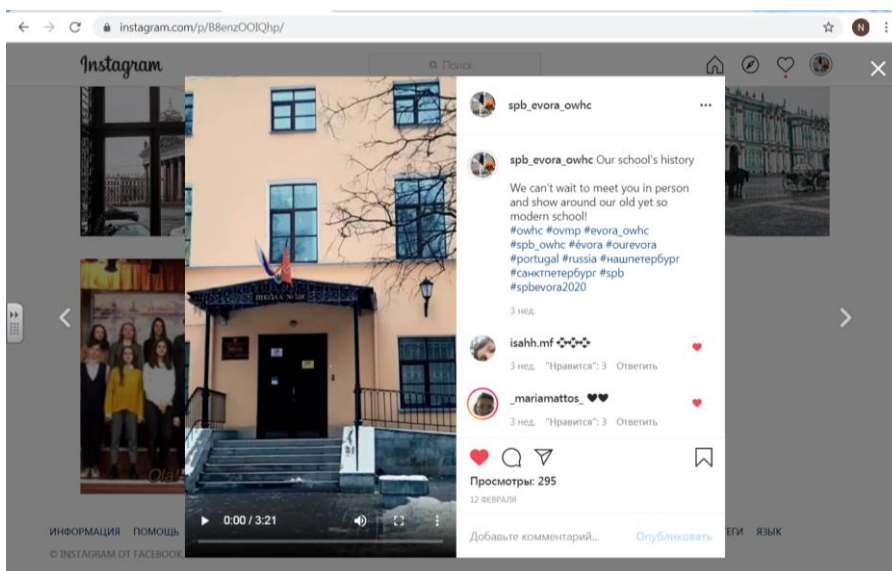 instagram.com/p/B8enzOOIQhp/
N
Instagram
Поиск
spb_evora_owhc
spb_evora_owhc Our school's history
We can't wait to meet you in person
and show around our old yet so
modern school!
#owhc #ovmp #evora_owhc
#spb_owhc #évora #ourevora
#portugal #russia #нашпетербург
#санктпетербург #spb
#spbevora2020
3 нед.
isahh.mf
3 нед. "Нравится": 3 Ответить
_mariamattos_ 🖤🖤
3 нед. "Нравится": 3 Ответить
Просмотры: 295
12 ФЕВРАЛЯ
Добавьте комментарий... Опубликовать
0:00 / 3:21
Ola!
ИНФОРМАЦИЯ ПОМОЩЬ
ЕГИ ЯЗЫК
© INSTAGRAM ОТ FACEBOOK,